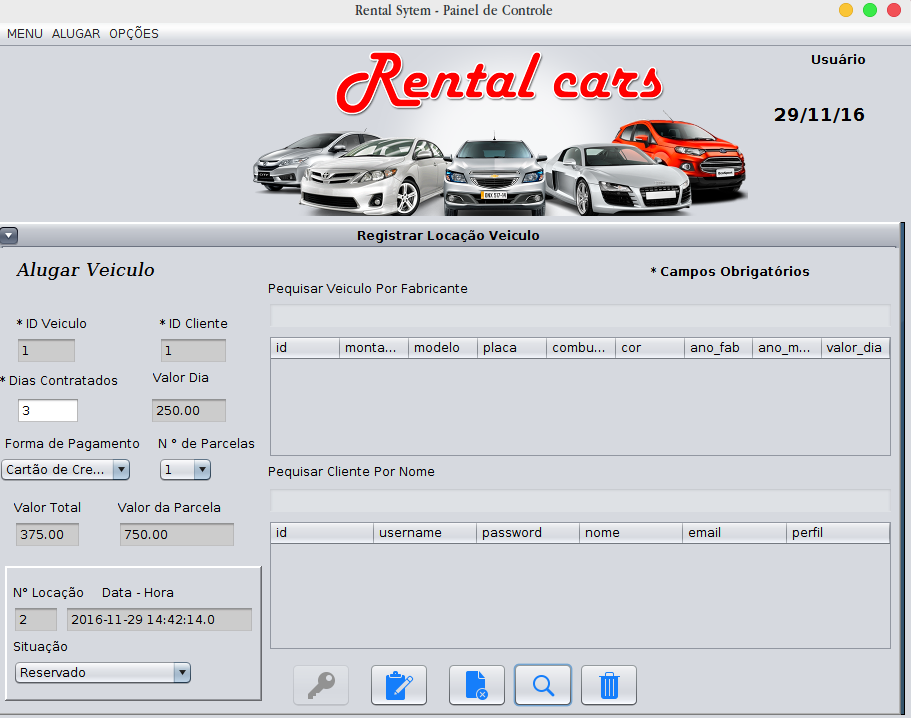 Rental Sytem - Painel de Controle
MENU ALUGAR OPÇÕES
Rental cars
Usuário
29/11/16
Registrar Locação Veiculo
Alugar Veiculo
* Campos Obrigatórios
Pequisar Veiculo Por Fabricante
* ID Veiculo * ID Cliente
1 1
id monta... modelo placa combu... cor ano_fab ano_m... valor_dia
* Dias Contratados Valor Dia
3 250.00
Forma de Pagamento N ° de Parcelas
Cartão de Cre... 1
Pequisar Cliente Por Nome
Valor Total Valor da Parcela
375.00 750.00
id username password nome email perfil
N° Locação Data - Hora
2 2016-11-29 14:42:14.0
Situação
Reservado